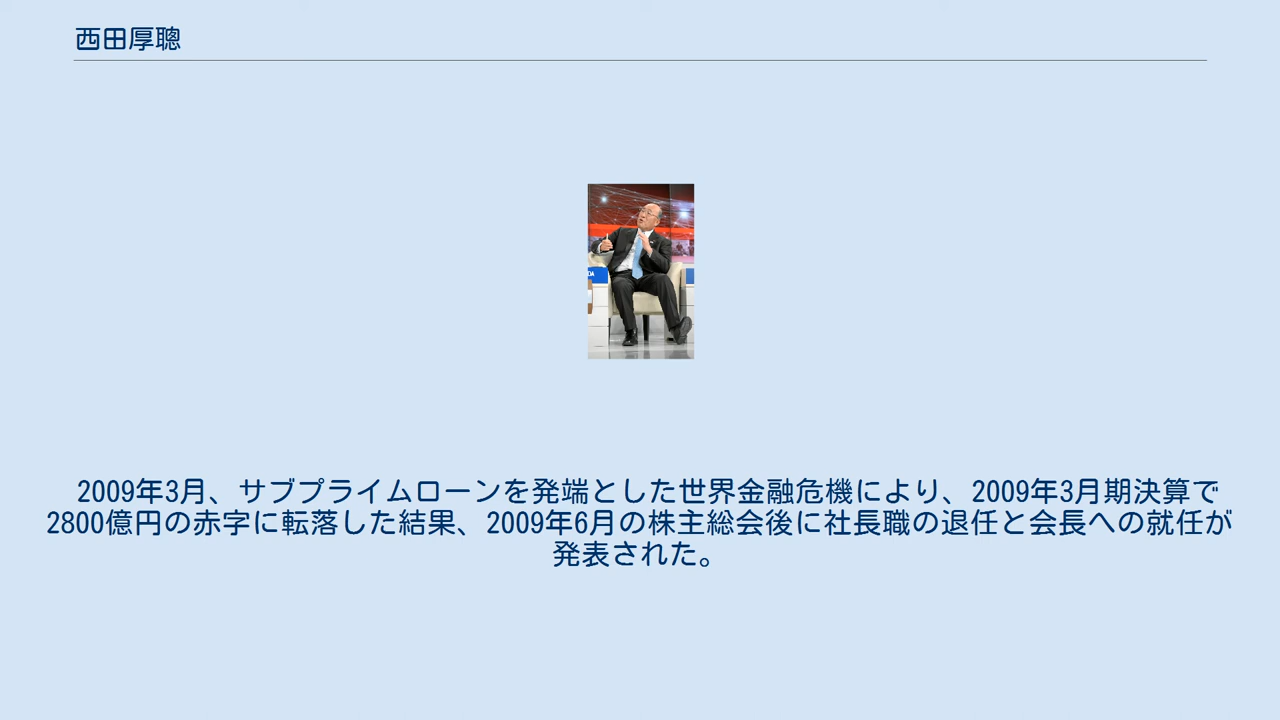 西田厚聰
DA
2009年3月、サブプライムローンを発端とした世界金融危機により、2009年3月期決算で
2800億円の赤字に転落した結果、2009年6月の株主総会後に社長職の退任と会長への就任が
発表された。